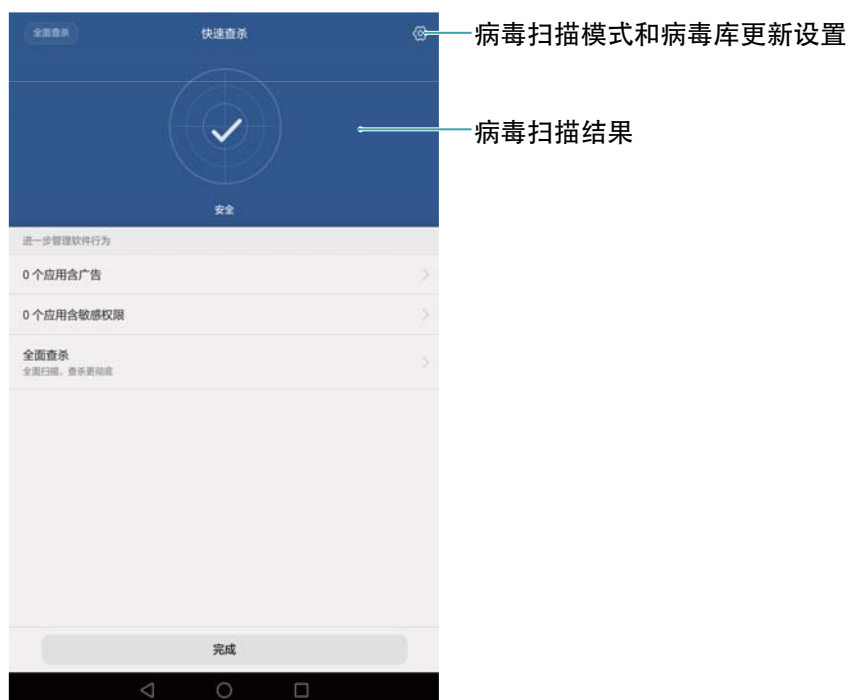 全面查杀
快速查杀
病毒扫描模式和病毒库更新设置
病毒扫描结果
安全
进一步管理软件行为
0 个应用含广告
0 个应用含敏感权限
全面查杀
全面扫描，查杀更彻底
完成